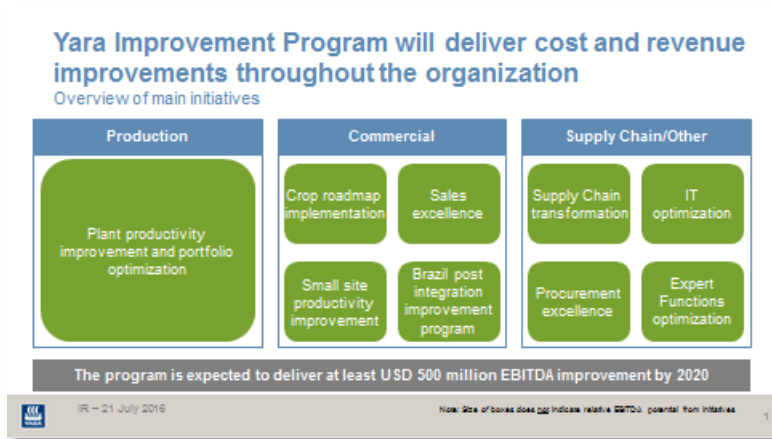 Yara Improvement Program will deliver cost and revenue
improvements throughout the organization
Overview of main initiatives
Production
Commercial
Supply Chain/Other
Plant productivity
improvement and portfolio
optimization
Crop roadmap
implementation
Sales
excellence
Small site
productivity
improvement
Brazil post
integration
improvement
program
Supply Chain
transformation
IT
optimization
Procurement
excellence
Expert
Functions
optimization
The program is expected to deliver at least USD 500 million EBITDA improvement by 2020
YARA
IR – 21 July 2016
Note: Size of boxes does not indicate relative EBITDA potential from initiatives
1